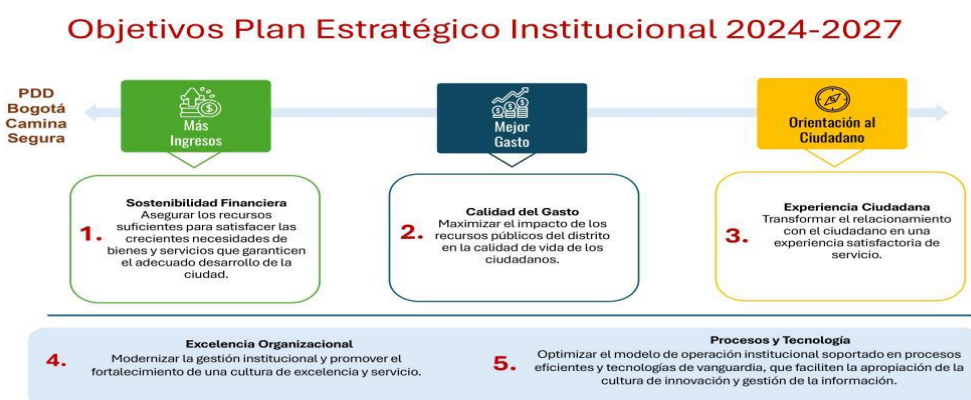 Objetivos Plan Estratégico Institucional 2024-2027
PDD
Bogotá
Camina
Segura
Más
Ingresos
Mejor
Gasto
Orientación al
Ciudadano
1.
Sostenibilidad Financiera
Asegurar los recursos
suficientes para satisfacer las
crecientes necesidades de
bienes y servicios que garanticen
el adecuado desarrollo de la
ciudad.
2.
Calidad del Gasto
Maximizar el impacto de los
recursos públicos del distrito
en la calidad de vida de los
ciudadanos.
3.
Experiencia Ciudadana
Transformar el relacionamiento
con el ciudadano en una
experiencia satisfactoria de
servicio.
4.
Excelencia Organizacional
Modernizar la gestión institucional y promover el
fortalecimiento de una cultura de excelencia y servicio.
5.
Procesos y Tecnología
Optimizar el modelo de operación institucional soportado en procesos
eficientes y tecnologías de vanguardia, que faciliten la apropiación de la
cultura de innovación y gestión de la información.